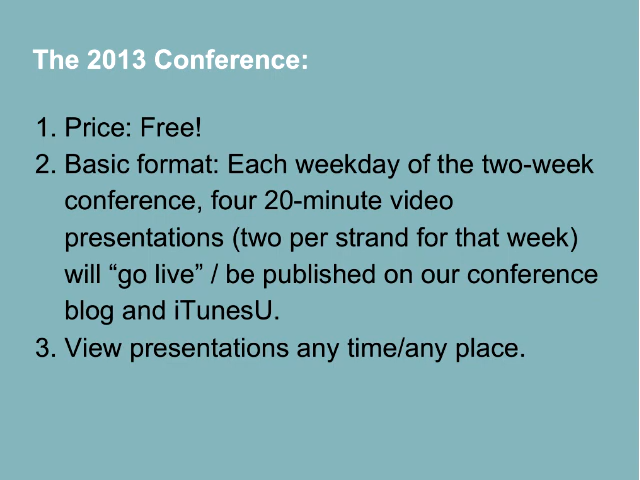 The 2013 Conference:
1. Price: Free!
2. Basic format: Each weekday of the two-week
conference, four 20-minute video
presentations (two per strand for that week)
will “go live” / be published on our conference
blog and iTunesU.
3. View presentations any time/any place.